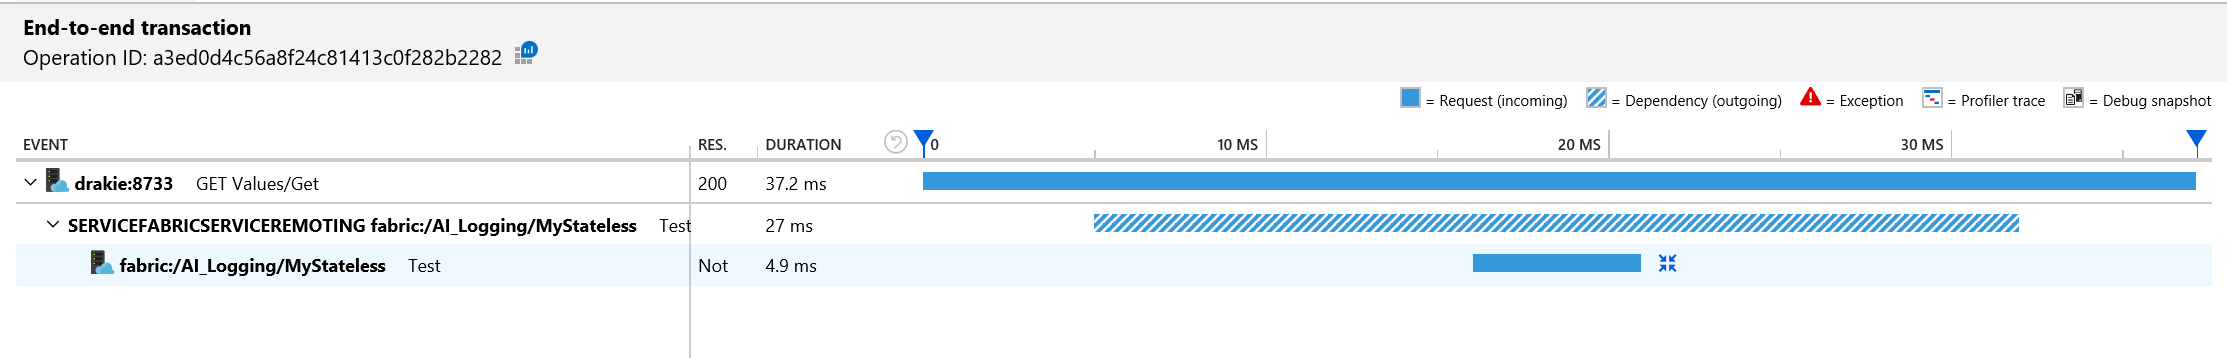 End-to-end transaction
Operation ID: a3ed0d4c56a8f24c81413c0f282b2282
= Request (incoming) = Dependency (outgoing) = Exception = Profiler trace = Debug snapshot
EVENT RES. DURATION 0 10 MS 20 MS 30 MS
drakie:8733 GET Values/Get 200 37.2 ms
SERVICEFABRICSERVICEREMOTING fabric:/AI_Logging/MyStateless Test 27 ms
fabric:/AI_Logging/MyStateless Test Not 4.9 ms